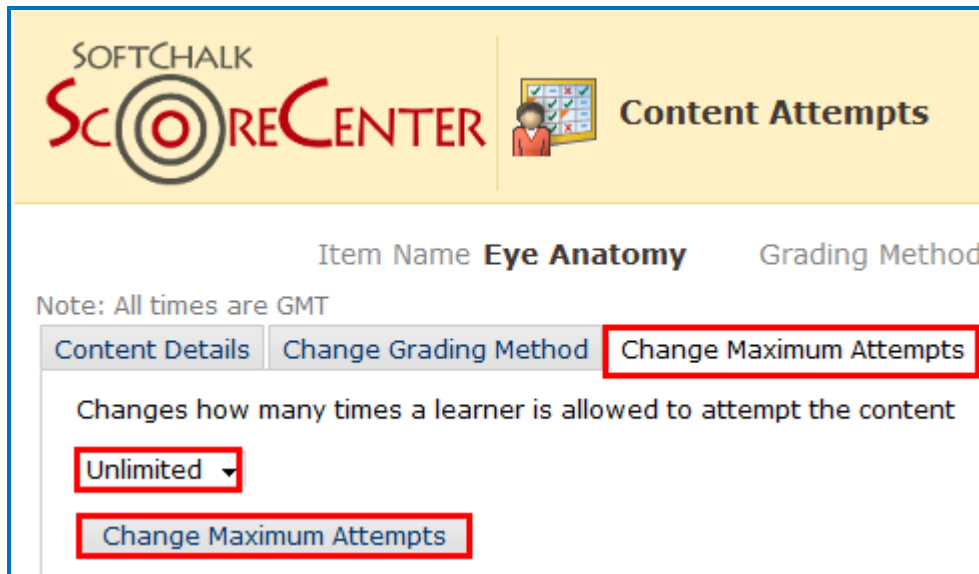 SOFTCHALK
SCORECENTER
Content Attempts
Item Name Eye Anatomy Grading Method
Note: All times are GMT
Content Details Change Grading Method Change Maximum Attempts
Changes how many times a learner is allowed to attempt the content
Unlimited
Change Maximum Attempts